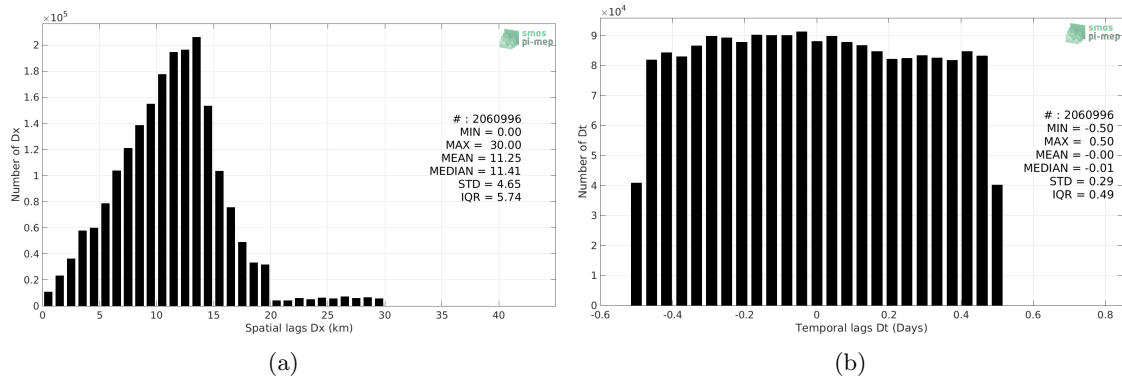 ×10⁵
2
1.8
1.6
1.4
1.2
1
0.8
0.6
0.4
0.2
0
Number of Dx
0 5 10 15 20 25 30 35 40
Spatial lags Dx (km)
smos
pi-mep
# : 2060996
MIN = 0.00
MAX = 30.00
MEAN = 11.25
MEDIAN = 11.41
STD = 4.65
IQR = 5.74
(a)
×10⁴
9
8
7
6
5
4
3
2
1
0
Number of Dt
-0.6 -0.4 -0.2 0 0.2 0.4 0.6 0.8
Temporal lags Dt (Days)
smos
pi-mep
# : 2060996
MIN = -0.50
MAX = 0.50
MEAN = -0.00
MEDIAN = -0.01
STD = 0.29
IQR = 0.49
(b)